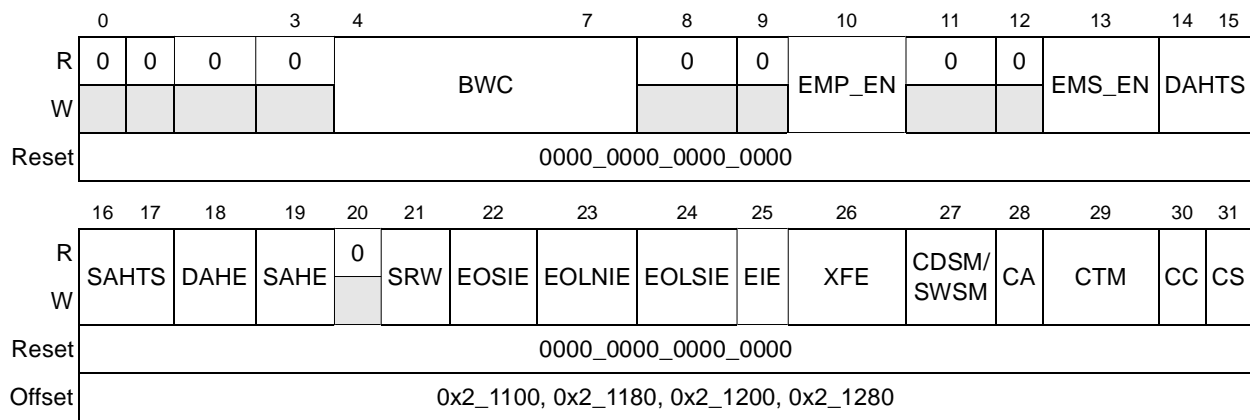 0 3 4 7 8 9 10 11 12 13 14 15
R 0 0 0 0 BWC 0 0 EMP_EN 0 0 EMS_EN DAHTS
W
Reset 0000_0000_0000_0000
16 17 18 19 20 21 22 23 24 25 26 27 28 29 30 31
R SAHTS DAHE SAHE 0 SRW EOSIE EOLNIE EOLSIE EIE XFE CDSM/ CA CTM CC CS
W SWSM
Reset 0000_0000_0000_0000
Offset 0x2_1100, 0x2_1180, 0x2_1200, 0x2_1280